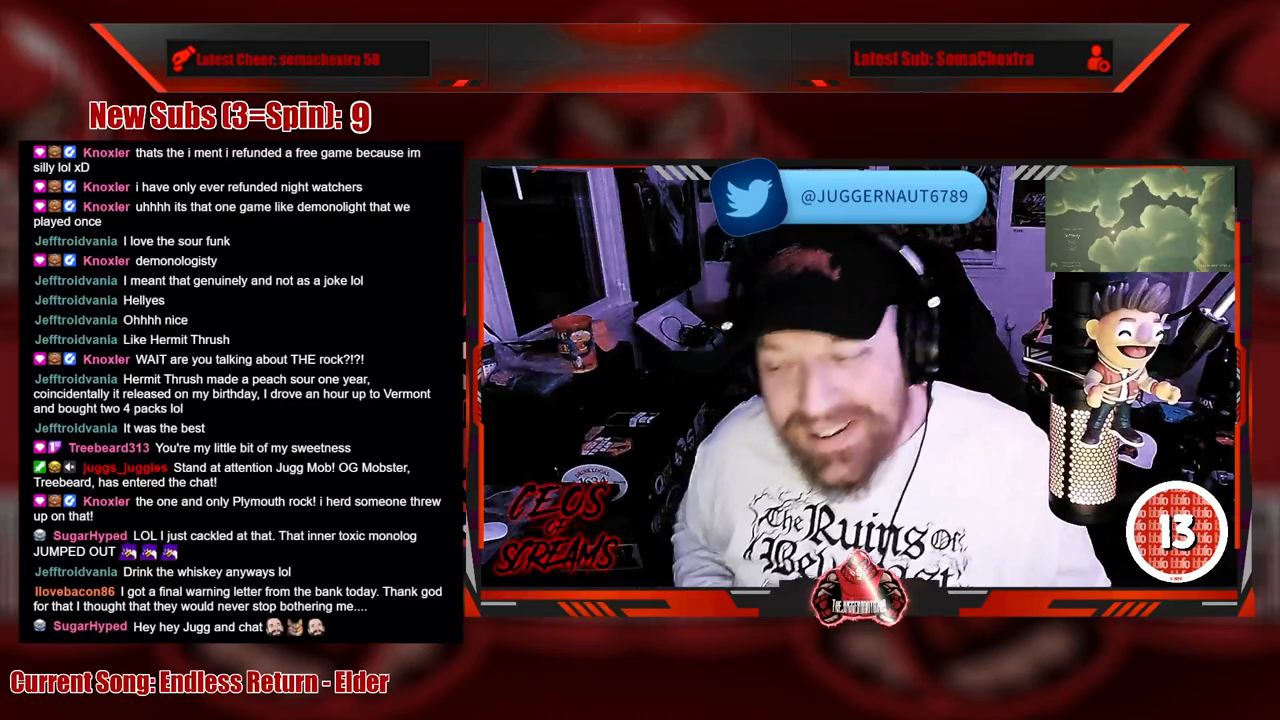 Latest Cheer: somachextra 50
Latest Sub: SomaChextra
New Subs (3=Spin): 9
Knoxler thats the i ment i refunded a free game because im
silly lol xD
Knoxler i have only ever refunded night watchers
Knoxler uhhhh its that one game like demonolight that we
played once
Jefftroidvania I love the sour funk
Knoxler demonologisty
Jefftroidvania I meant that genuinely and not as a joke lol
Jefftroidvania Hellyes
Jefftroidvania Ohhhh nice
Jefftroidvania Like Hermit Thrush
Knoxler WAIT are you talking about THE rock?!?!
Jefftroidvania Hermit Thrush made a peach sour one year,
coincidentally it released on my birthday, I drove an hour up to Vermont
and bought two 4 packs lol
Jefftroidvania It was the best
Treebeard313 You're my little bit of my sweetness
juggs_juggies Stand at attention Jugg Mob! OG Mobster,
Treebeard, has entered the chat!
Knoxler the one and only Plymouth rock! i herd someone threw
up on that!
SugarHyped LOL I just cackled at that. That inner toxic monolog
JUMPED OUT
Jefftroidvania Drink the whiskey anyways lol
Ilovebacon86 I got a final warning letter from the bank today. Thank god
for that I thought that they would never stop bothering me....
SugarHyped Hey hey Jugg and chat
@JUGGERNAUT6789
CEOS
OF
SCREAMS
The Ruins Of
13
Current Song: Endless Return - Elder